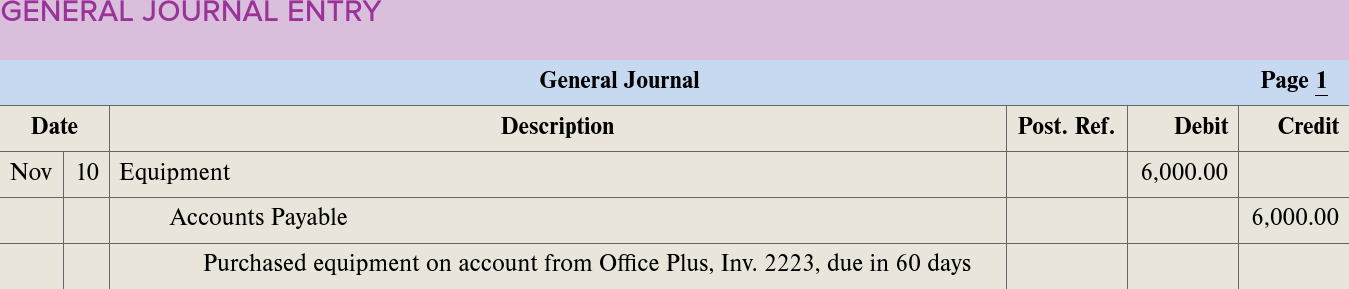 GENERAL JOURNAL ENTRY
General Journal Page 1
Date Description Post. Ref. Debit Credit
Nov 10 Equipment 6,000.00
Accounts Payable 6,000.00
Purchased equipment on account from Office Plus, Inv. 2223, due in 60 days